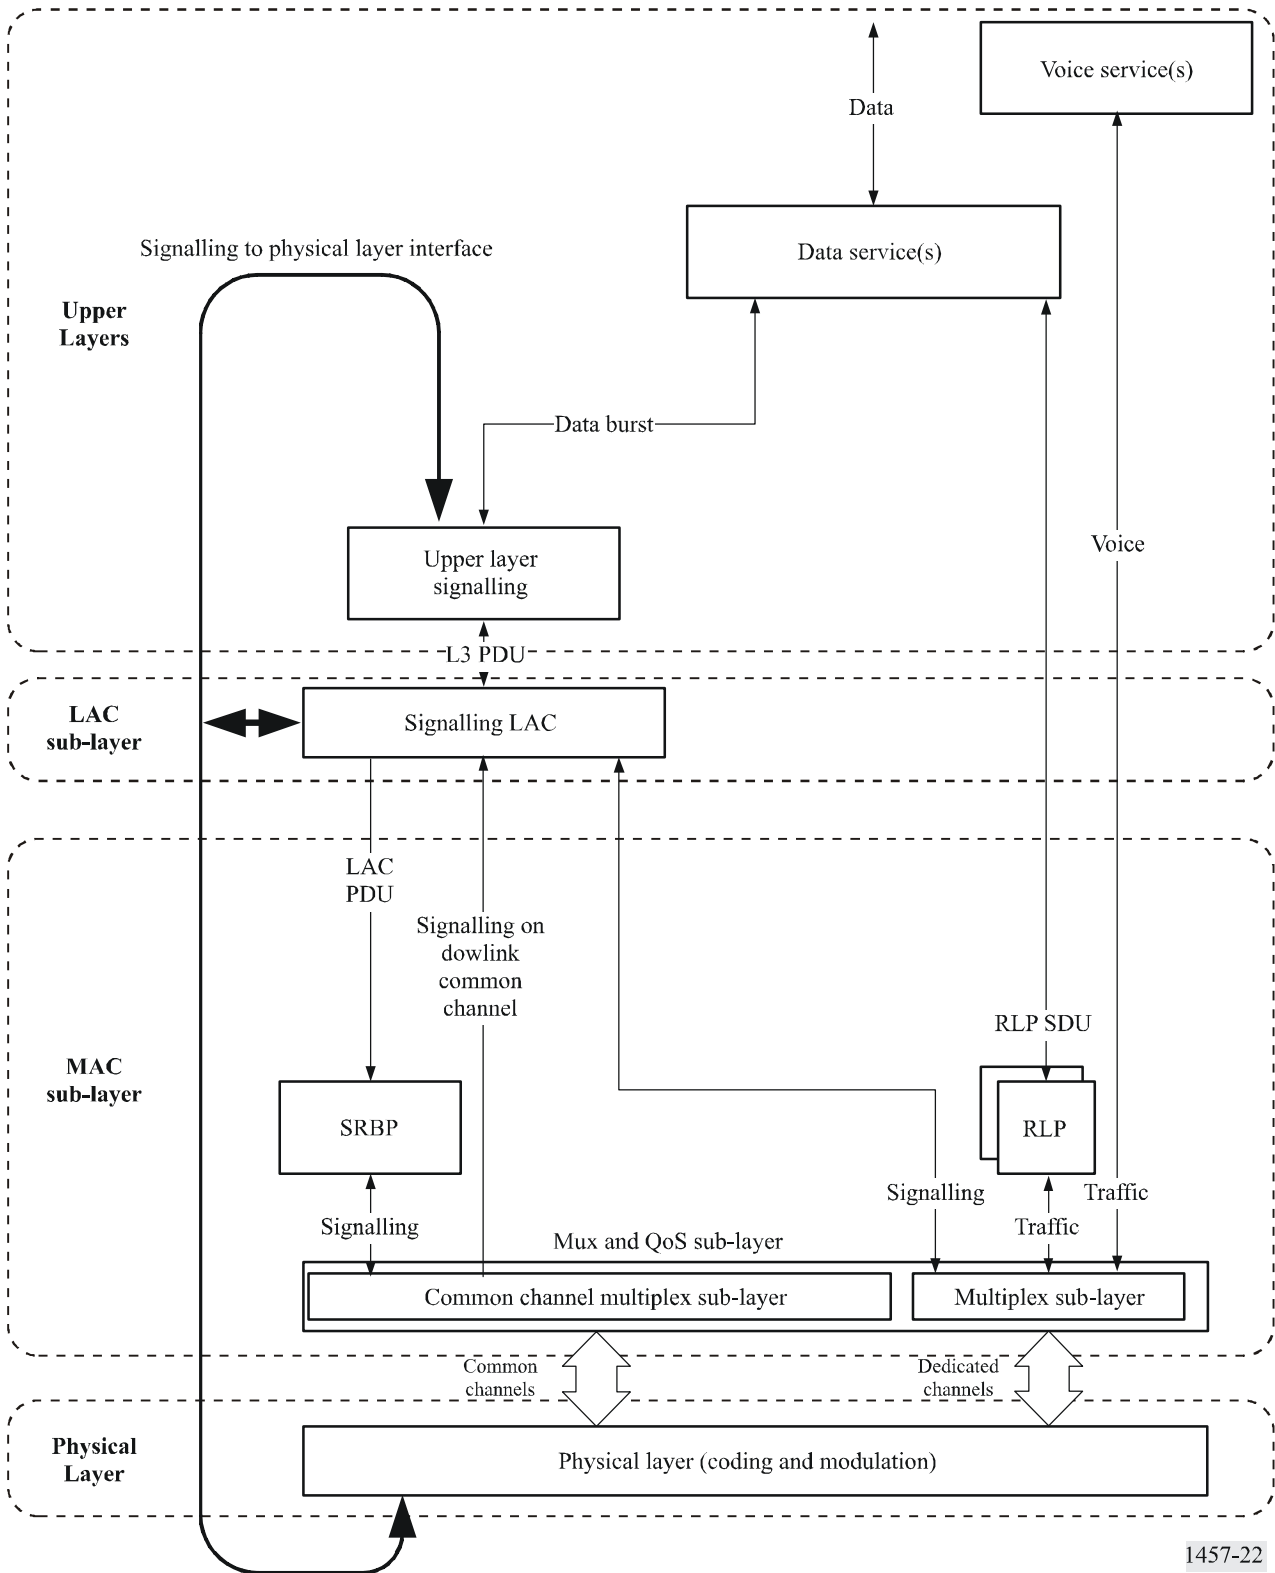 Voice service(s)
Data
Data service(s)
Signalling to physical layer interface
Upper
Layers
Data burst
Voice
Upper layer
signalling
L3 PDU
LAC
sub-layer
Signalling LAC
LAC
PDU
Signalling on
dowlink
common
channel
RLP SDU
MAC
sub-layer
SRBP
RLP
Signalling
Traffic
Signalling
Traffic
Mux and QoS sub-layer
Common channel multiplex sub-layer
Multiplex sub-layer
Common
channels
Dedicated
channels
Physical
Layer
Physical layer (coding and modulation)
1457-22